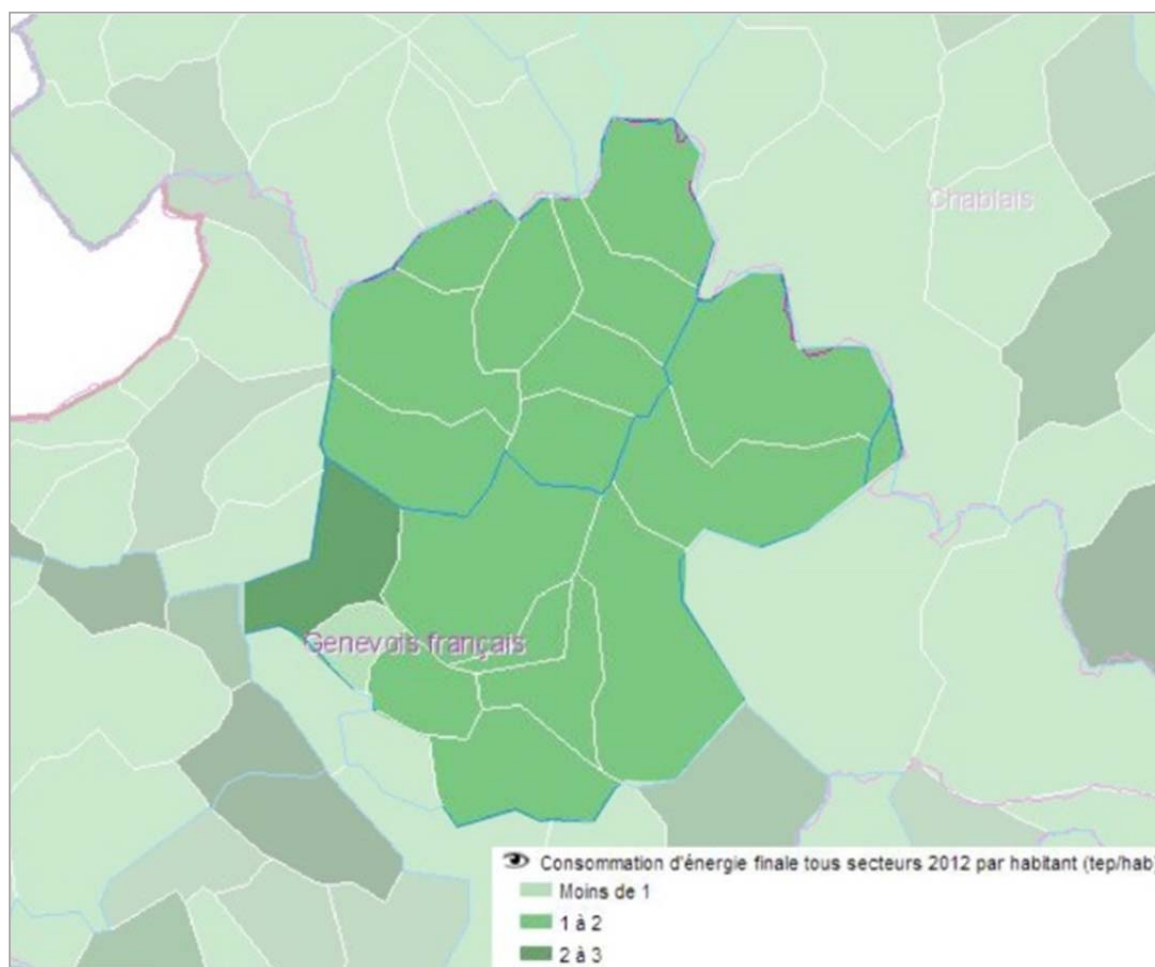 Chablais
Genevois français
Consommation d'énergie finale tous secteurs 2012 par habitant (tep/hab)
Moins de 1
1 à 2
2 à 3